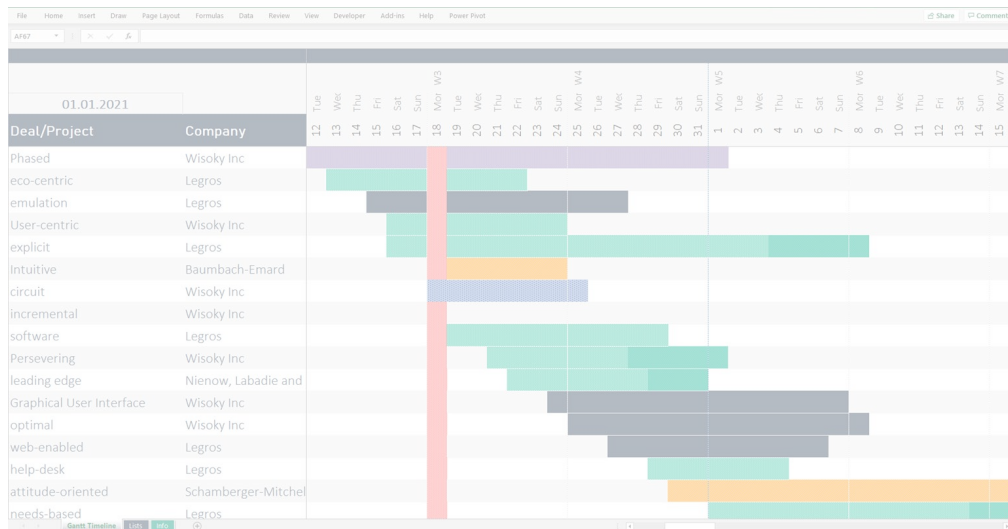 File Home Insert Draw Page Layout Formulas Data Review View Developer Add-ins Help Power Pivot Share Comment
AF67 fx
W3 W4 W5 W6 W7
01.01.2021 Tue Wed Thu Fri Sat Sun Mon Tue Wed Thu Fri Sat Sun Mon Tue Wed Thu Fri Sat Sun Mon Tue Wed Thu Fri Sat Sun Mon Tue Wed Thu Fri Sat Sun Mon
Deal/Project Company 12 13 14 15 16 17 18 19 20 21 22 23 24 25 26 27 28 29 30 31 1 2 3 4 5 6 7 8 9 10 11 12 13 14 15
Phased Wisoky Inc
eco-centric Legros
emulation Legros
User-centric Wisoky Inc
explicit Legros
Intuitive Baumbach-Emard
circuit Wisoky Inc
incremental Wisoky Inc
software Legros
Persevering Wisoky Inc
leading edge Nienow, Labadie and
Graphical User Interface Wisoky Inc
optimal Wisoky Inc
web-enabled Legros
help-desk Legros
attitude-oriented Schamberger-Mitchel
needs-based Legros
Gantt Timeline Lists Info